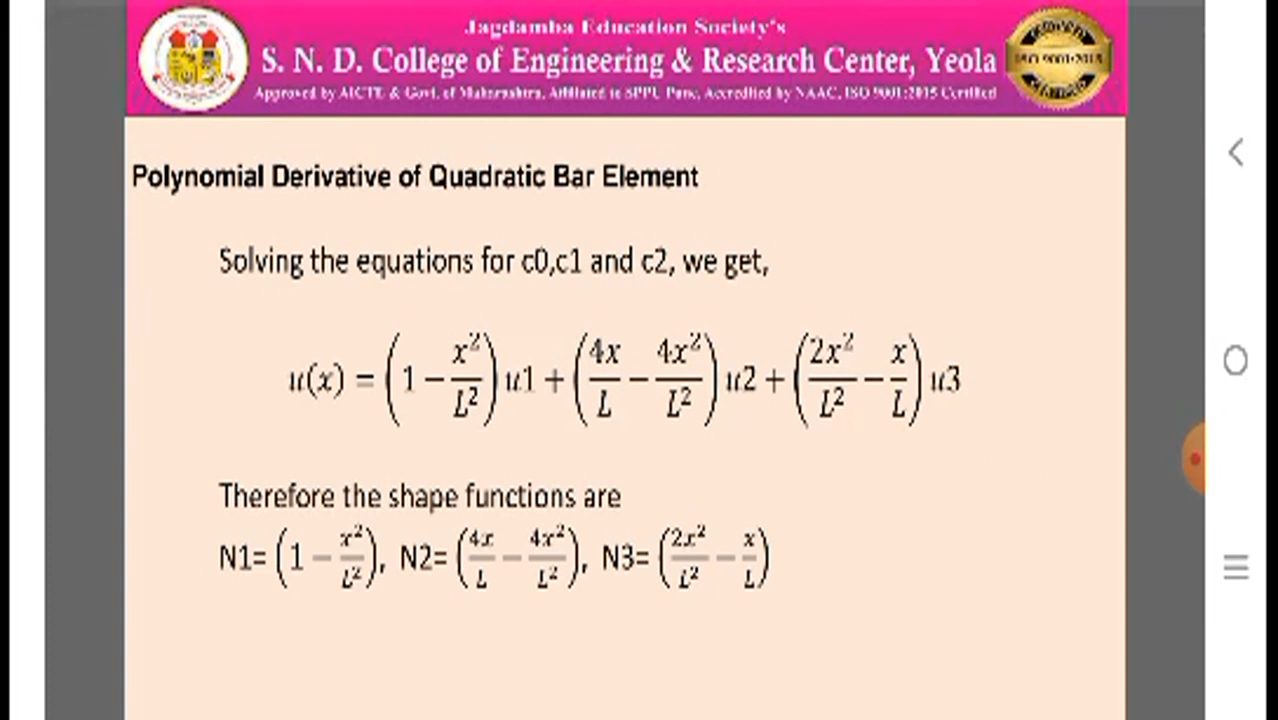 Jagdamba Education Society's
S. N. D. College of Engineering & Research Center, Yeola
Approved by AICTE & Govt. of Maharashtra, Affiliated to SPPU Pune, Accredited by NAAC, ISO 9001:2015 Certified
ISO 9001:2015
Polynomial Derivative of Quadratic Bar Element
Solving the equations for c0,c1 and c2, we get,
u(x) = (1 − x²/L²) u1 + (4x/L − 4x²/L²) u2 + (2x²/L² − x/L) u3
Therefore the shape functions are
N1= (1 − x²/L²), N2= (4x/L − 4x²/L²), N3= (2x²/L² − x/L)